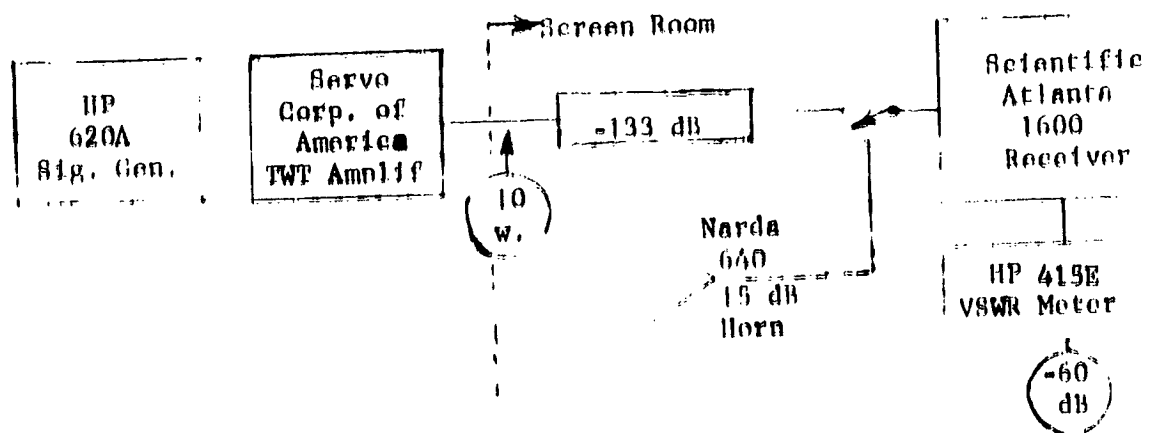 Screen Room
HP
620A
Sig. Gen.
Servo
Corp. of
America
TWT Amplif
10
w.
-133 dB
Narda
640
15 dB
Horn
Scientific
Atlanta
1600
Receiver
HP 415E
VSWR Meter
-60
dB